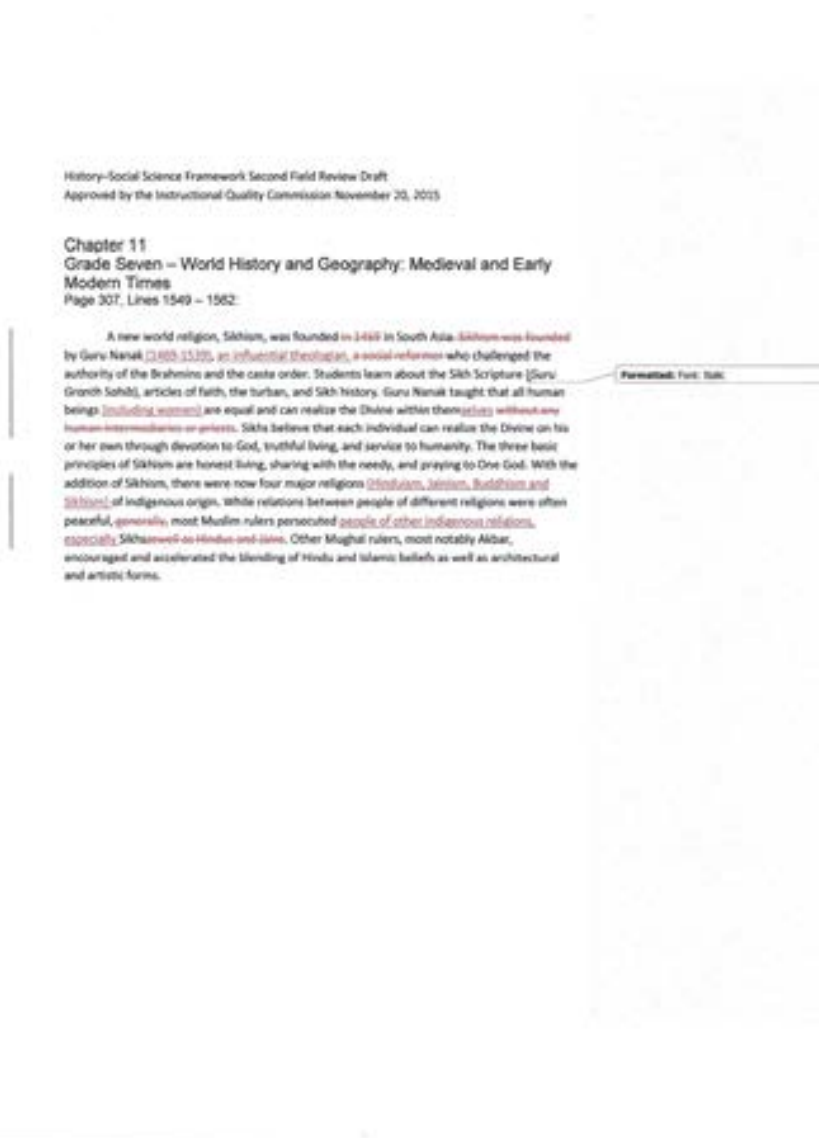 History–Social Science Framework Second Field Review Draft
Approved by the Instructional Quality Commission November 20, 2015
Chapter 11
Grade Seven – World History and Geography: Medieval and Early
Modern Times
Page 307, Lines 1549 – 1562:
A new world religion, Sikhism, was founded in 1469 in South Asia. Sikhism was founded
by Guru Nanak (1469-1539), an influential theologian, a social reformer who challenged the
authority of the Brahmins and the caste order. Students learn about the Sikh Scripture (Guru
Granth Sahib), articles of faith, the turban, and Sikh history. Guru Nanak taught that all human
beings (including women) are equal and can realize the Divine within themselves without any
human intermediaries or priests. Sikhs believe that each individual can realize the Divine on his
or her own through devotion to God, truthful living, and service to humanity. The three basic
principles of Sikhism are honest living, sharing with the needy, and praying to One God. With the
addition of Sikhism, there were now four major religions (Hinduism, Jainism, Buddhism and
Sikhism) of indigenous origin. While relations between people of different religions were often
peaceful, generally, most Muslim rulers persecuted people of other indigenous religions,
especially Sikhs as well as Hindus and Jains. Other Mughal rulers, most notably Akbar,
encouraged and accelerated the blending of Hindu and Islamic beliefs as well as architectural
and artistic forms.
Formatted: Font: Italic